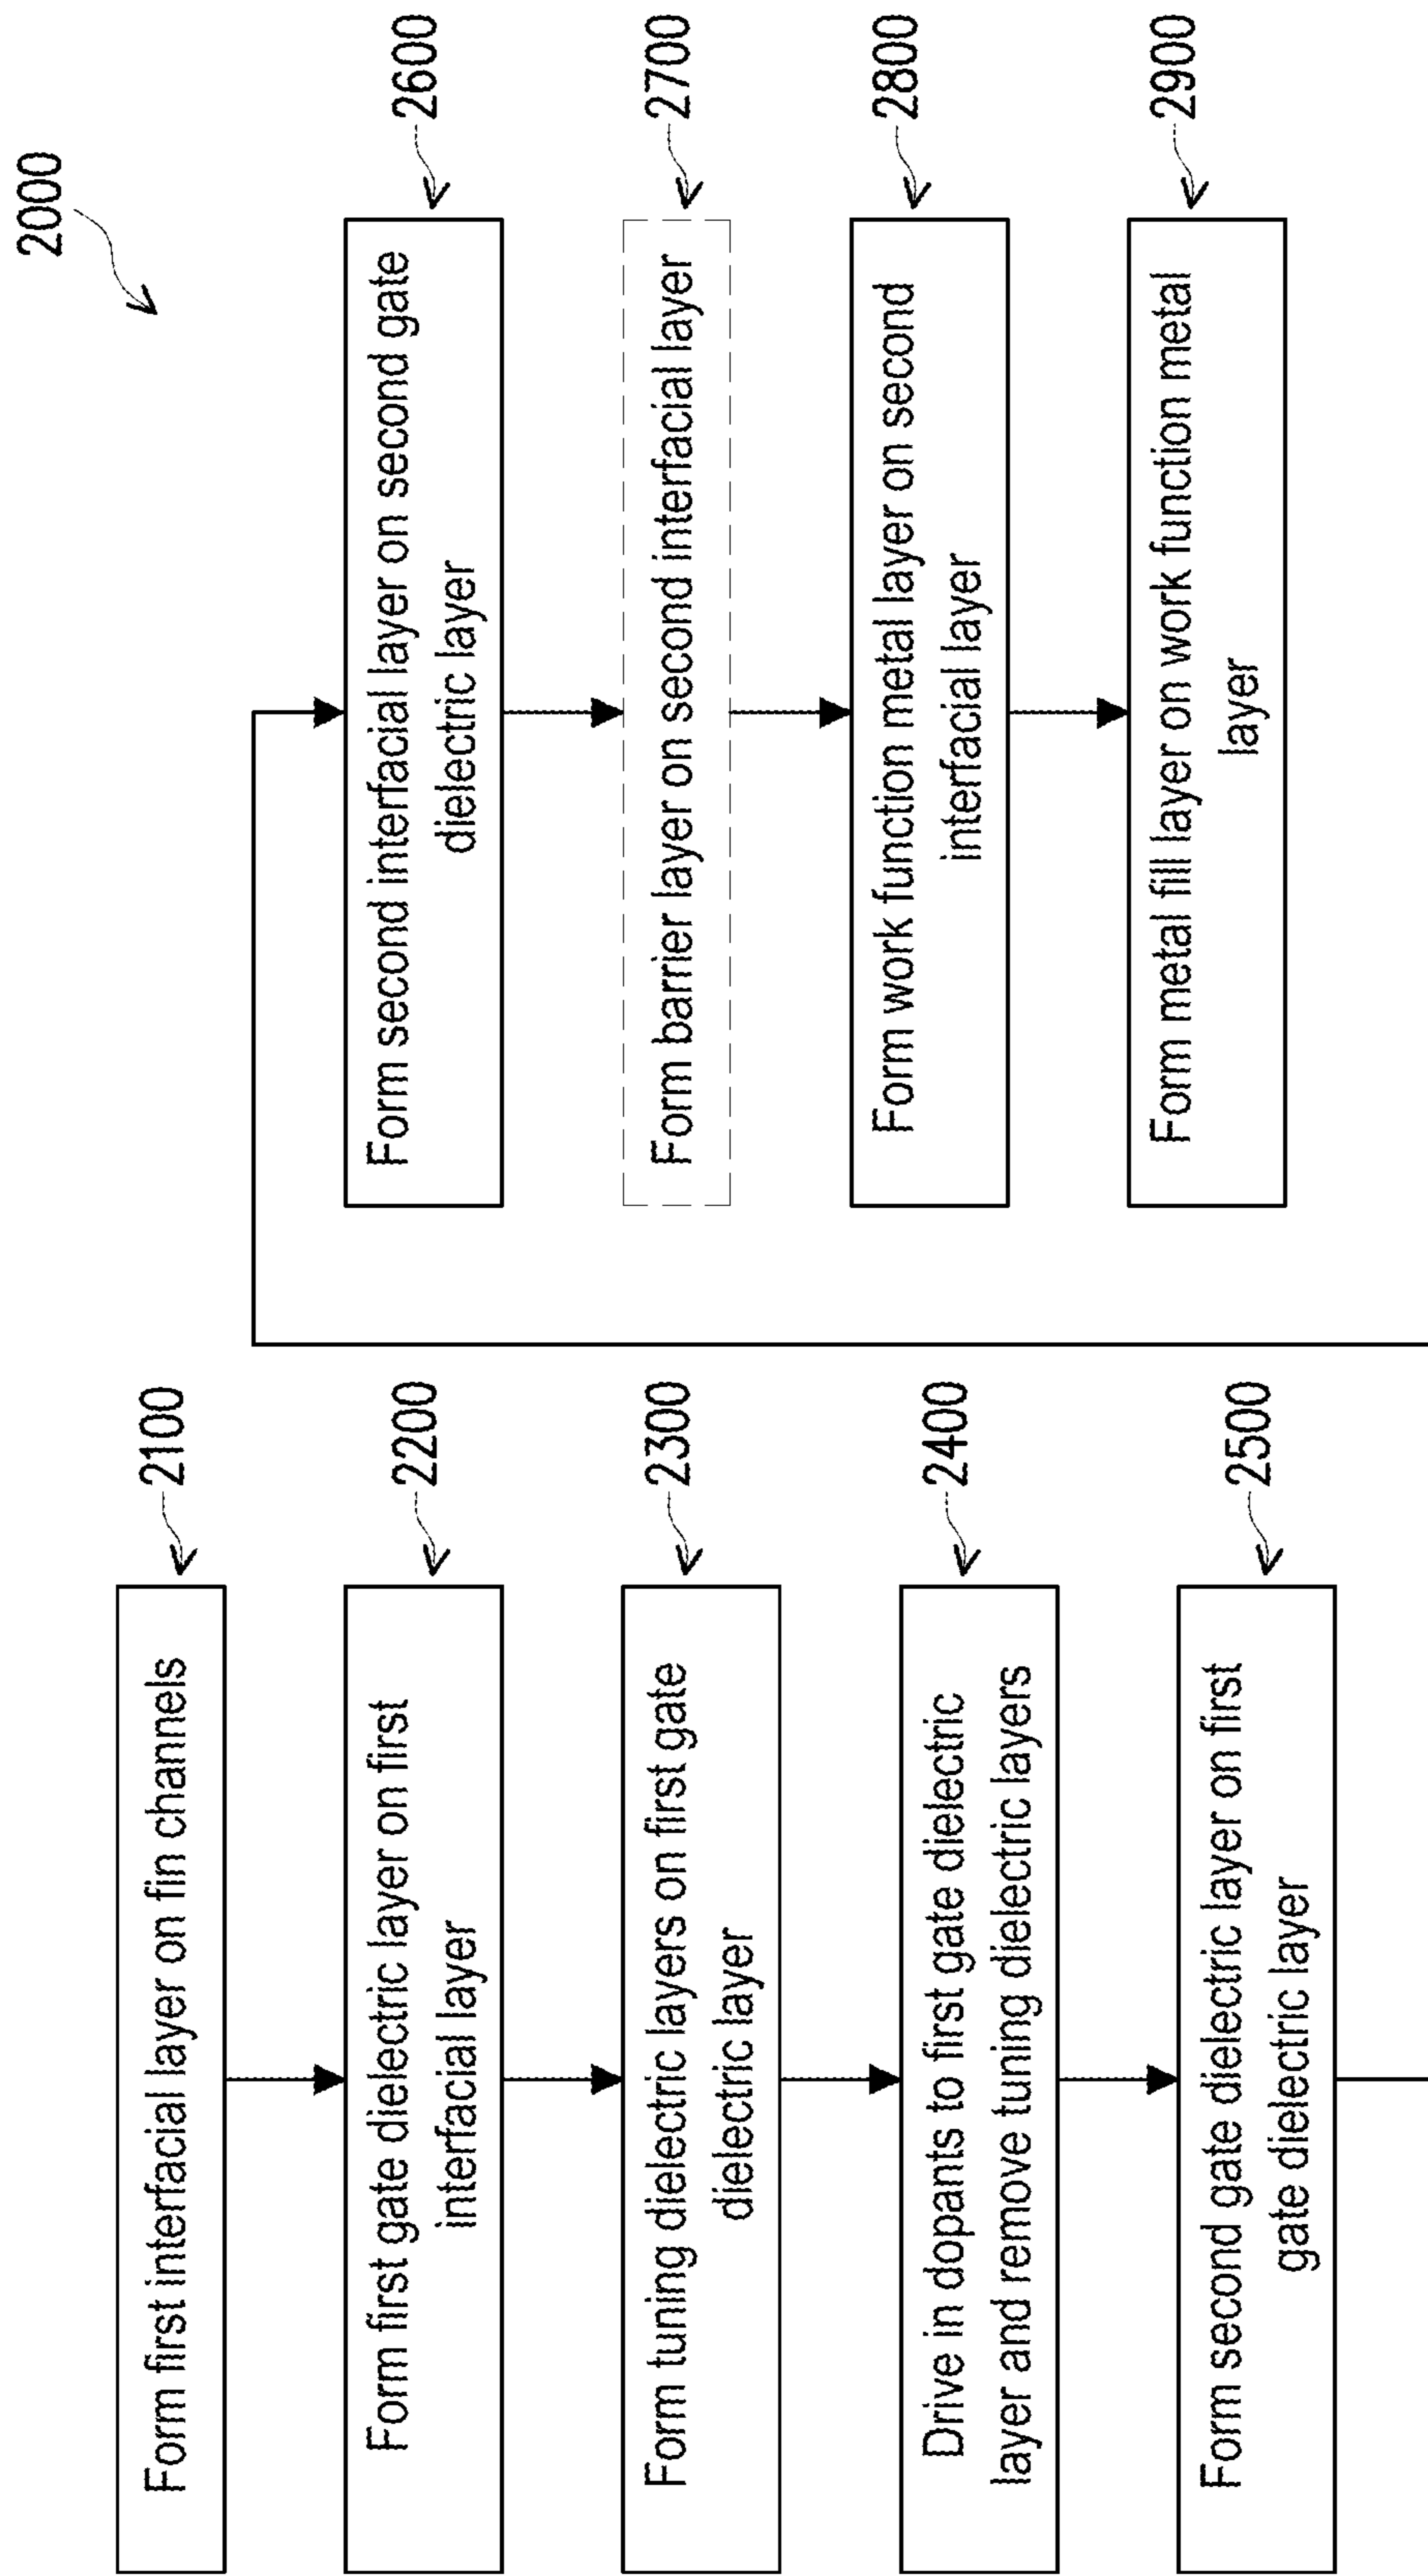 2000
Form first interfacial layer on fin channels
2100
Form first gate dielectric layer on first
interfacial layer
2200
Form tuning dielectric layers on first gate
dielectric layer
2300
Drive in dopants to first gate dielectric
layer and remove tuning dielectric layers
2400
Form second gate dielectric layer on first
gate dielectric layer
2500
Form second interfacial layer on second gate
dielectric layer
2600
Form barrier layer on second interfacial layer
2700
Form work function metal layer on second
interfacial layer
2800
Form metal fill layer on work function metal
layer
2900